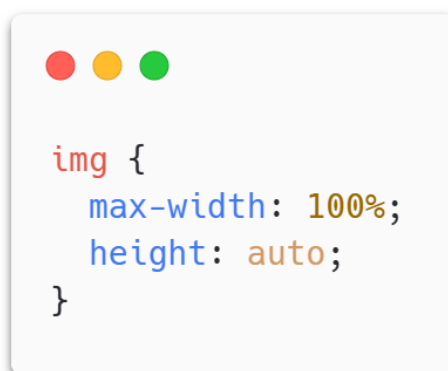 img {
  max-width: 100%;
  height: auto;
}